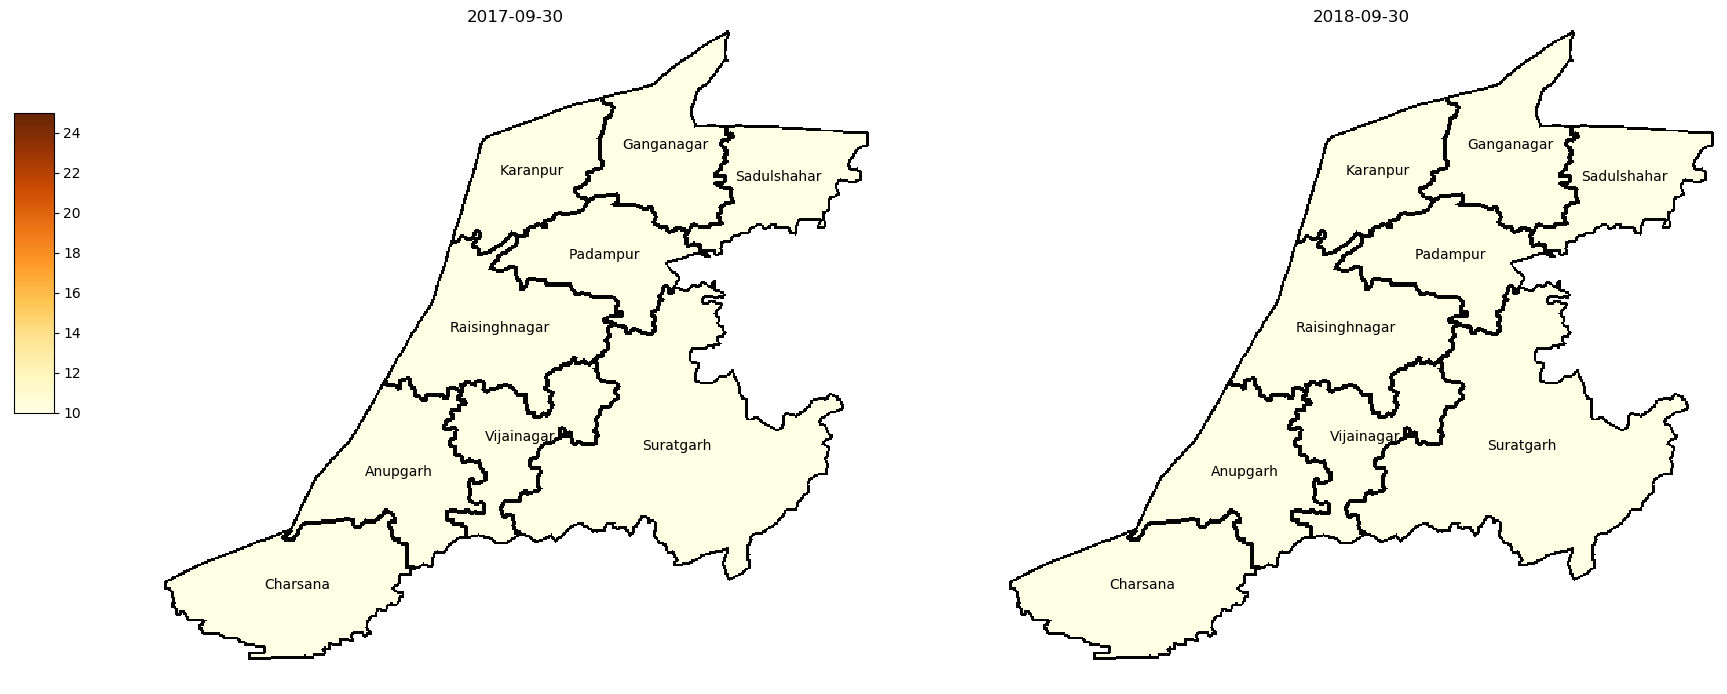 2017-09-30
2018-09-30
24
22
20
18
16
14
12
10
Ganganagar
Karanpur
Sadulshahar
Padampur
Raisinghnagar
Vijainagar
Suratgarh
Anupgarh
Charsana
Ganganagar
Karanpur
Sadulshahar
Padampur
Raisinghnagar
Vijainagar
Suratgarh
Anupgarh
Charsana